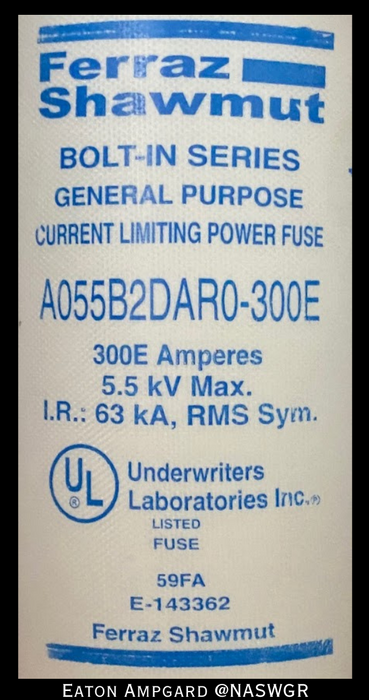 Ferraz
Shawmut
BOLT-IN SERIES
GENERAL PURPOSE
CURRENT LIMITING POWER FUSE
A055B2DAR0-300E
300E Amperes
5.5 kV Max.
I.R.: 63 kA, RMS Sym.
UL ®
Underwriters
Laboratories Inc.®
LISTED
FUSE
59FA
E-143362
Ferraz Shawmut
Eaton Ampgard @NASWGR